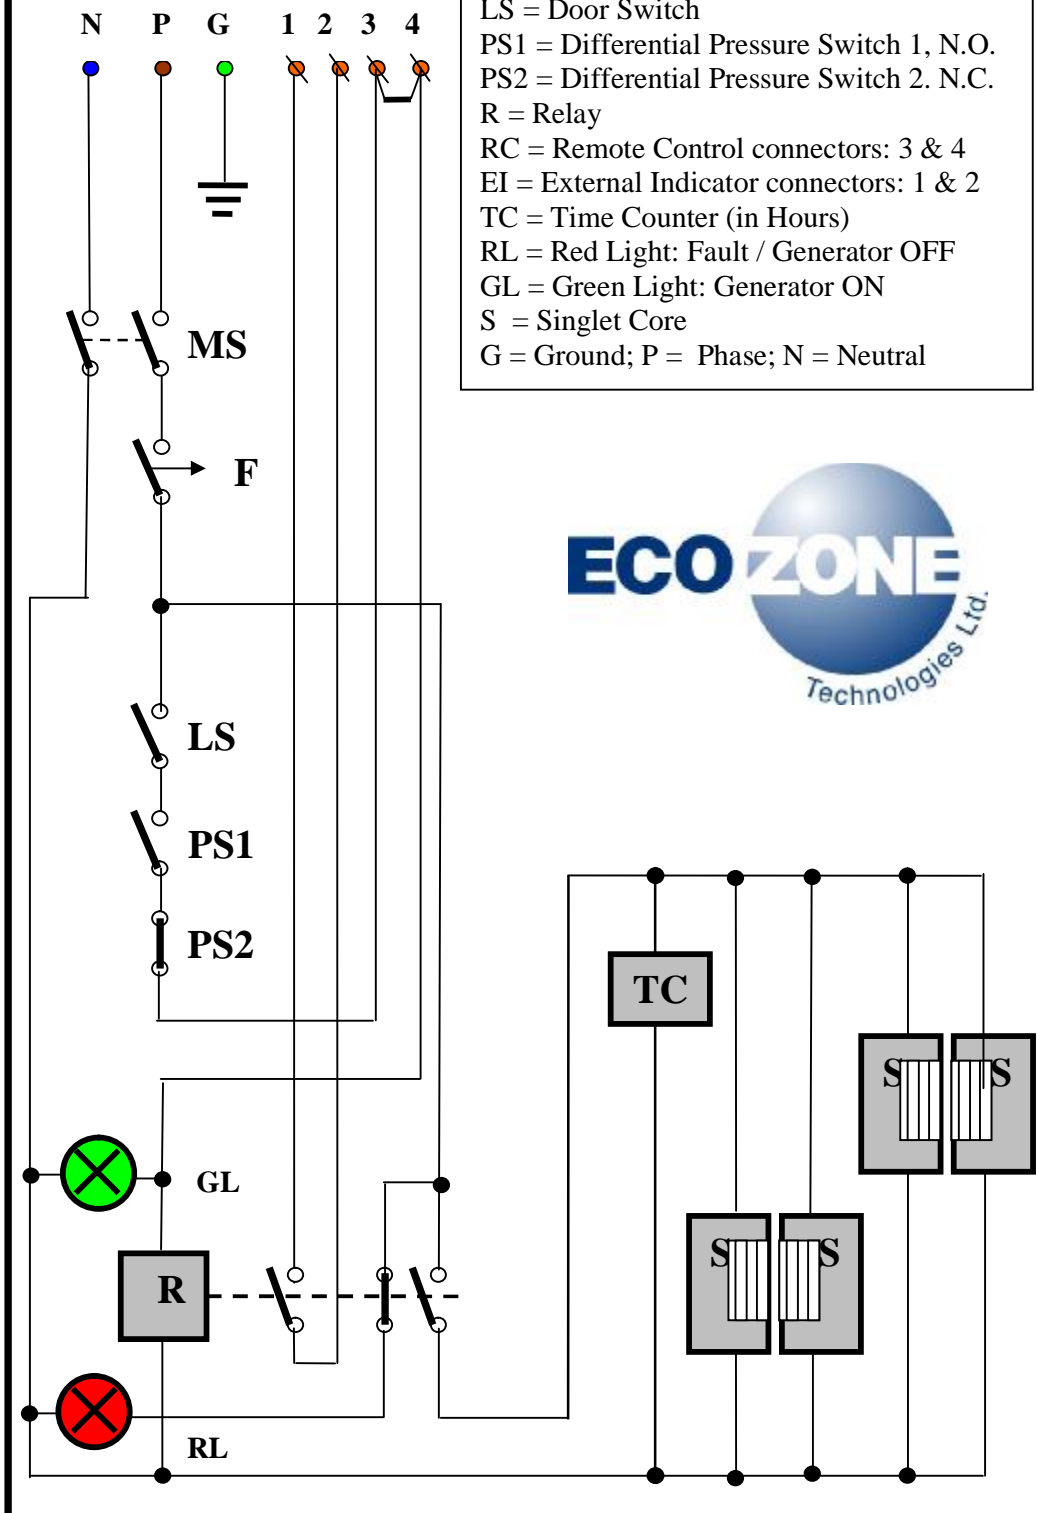 N P G 1 2 3 4
LS = Door Switch
PS1 = Differential Pressure Switch 1, N.O.
PS2 = Differential Pressure Switch 2. N.C.
R = Relay
RC = Remote Control connectors: 3 & 4
EI = External Indicator connectors: 1 & 2
TC = Time Counter (in Hours)
RL = Red Light: Fault / Generator OFF
GL = Green Light: Generator ON
S = Singlet Core
G = Ground; P = Phase; N = Neutral
MS
F
ECOZONE
Technologies Ltd.
LS
PS1
PS2
TC
S S
GL
S S
R
RL